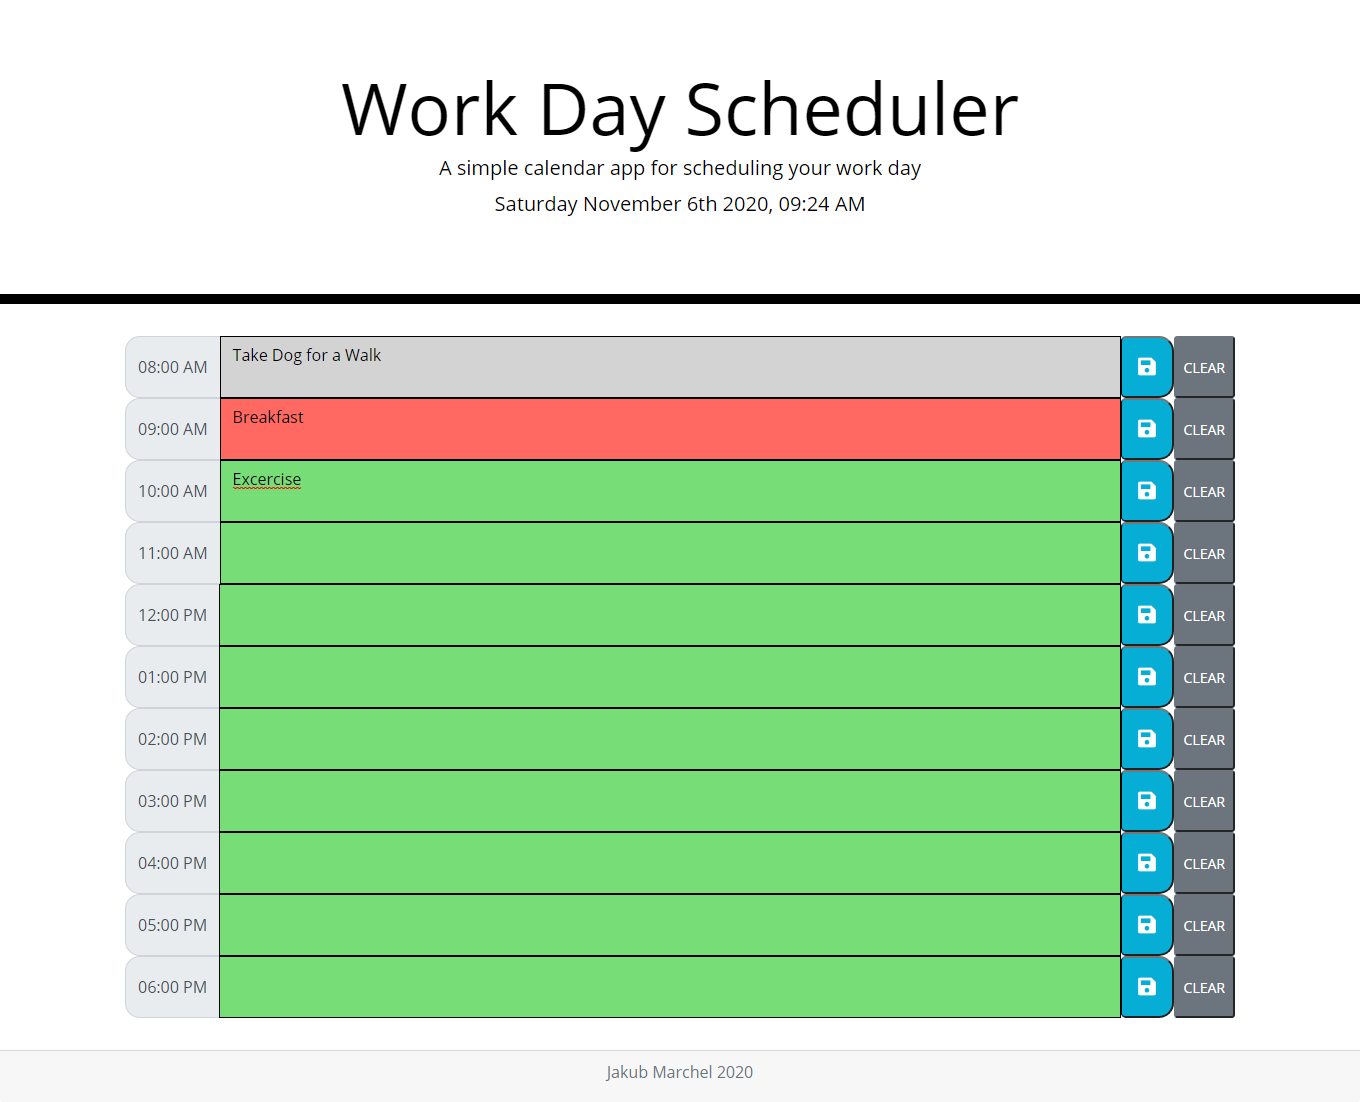 Work Day Scheduler
A simple calendar app for scheduling your work day
Saturday November 6th 2020, 09:24 AM
08:00 AM Take Dog for a Walk CLEAR
09:00 AM Breakfast CLEAR
10:00 AM Excercise CLEAR
11:00 AM CLEAR
12:00 PM CLEAR
01:00 PM CLEAR
02:00 PM CLEAR
03:00 PM CLEAR
04:00 PM CLEAR
05:00 PM CLEAR
06:00 PM CLEAR
Jakub Marchel 2020